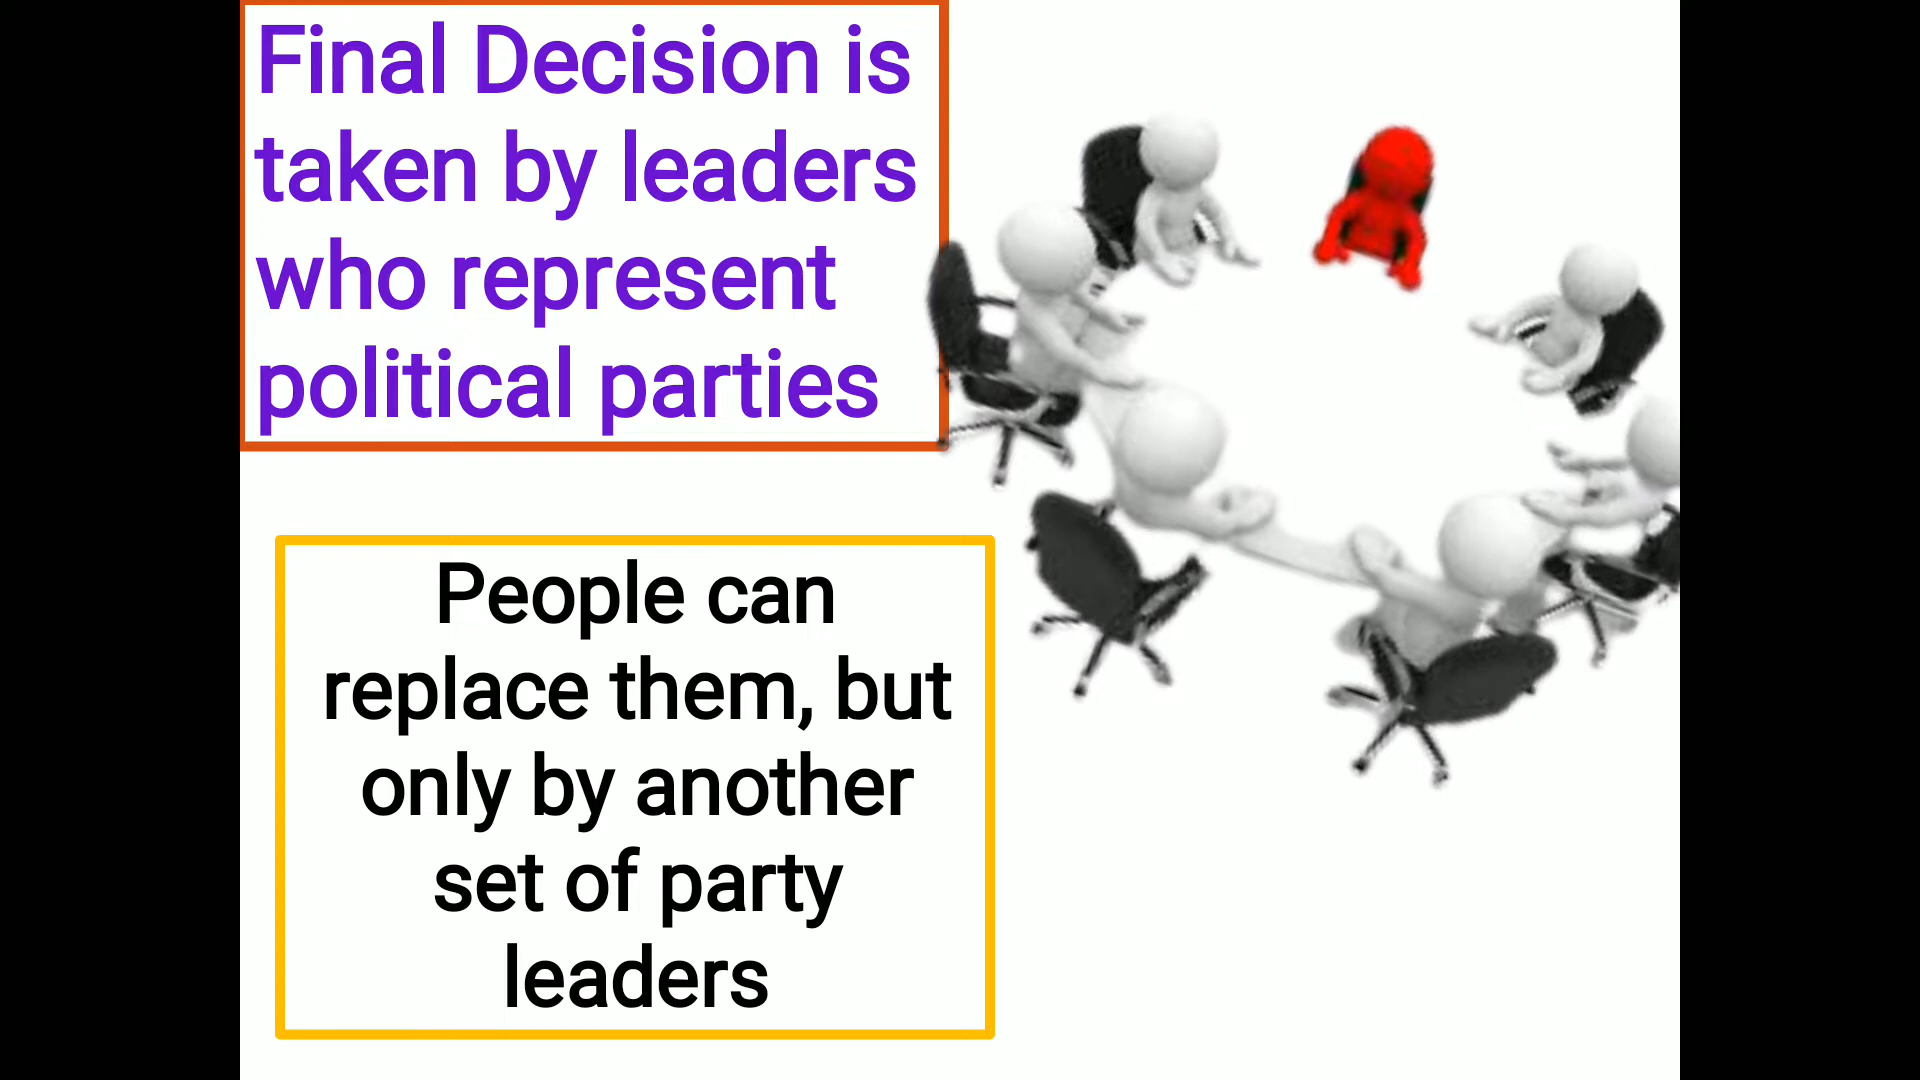 Final Decision is
taken by leaders
who represent
political parties
People can
replace them, but
only by another
set of party
leaders